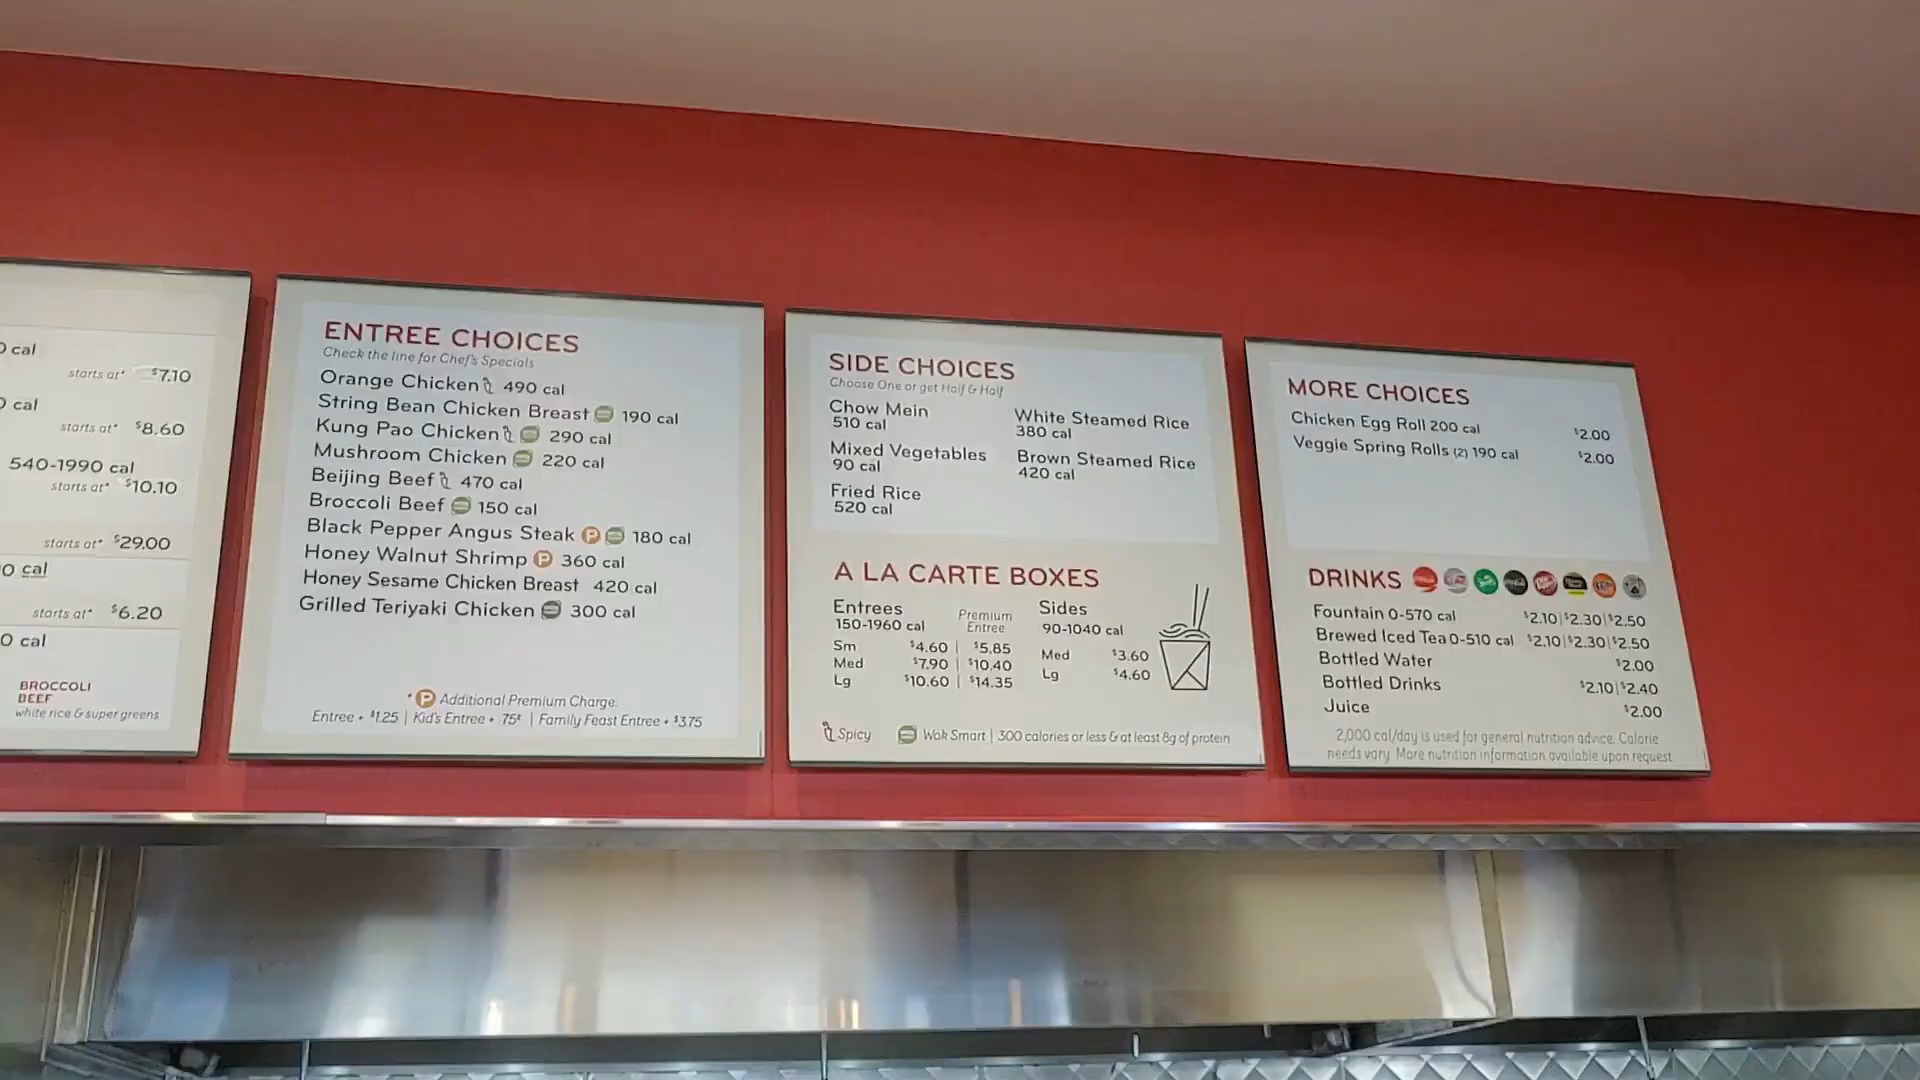 0 cal
starts at* $7.10
0 cal
starts at* $8.60
540-1990 cal
starts at* $10.10
starts at* $29.00
0 cal
starts at* $6.20
0 cal
BROCCOLI
BEEF
white rice & super greens
ENTREE CHOICES
Check the line for Chef's Specials
Orange Chicken 490 cal
String Bean Chicken Breast 190 cal
Kung Pao Chicken 290 cal
Mushroom Chicken 220 cal
Beijing Beef 470 cal
Broccoli Beef 150 cal
Black Pepper Angus Steak P 180 cal
Honey Walnut Shrimp P 360 cal
Honey Sesame Chicken Breast 420 cal
Grilled Teriyaki Chicken 300 cal
* P Additional Premium Charge:
Entree + $1.25 | Kid's Entree + 75¢ | Family Feast Entree + $3.75
SIDE CHOICES
Choose One or get Half & Half
Chow Mein
510 cal
Mixed Vegetables
90 cal
Fried Rice
520 cal
White Steamed Rice
380 cal
Brown Steamed Rice
420 cal
A LA CARTE BOXES
Entrees
150-1960 cal
Premium
Entree
Sm $4.60 | $5.85
Med $7.90 | $10.40
Lg $10.60 | $14.35
Sides
90-1040 cal
Med $3.60
Lg $4.60
Spicy Wok Smart | 300 calories or less & at least 8g of protein
MORE CHOICES
Chicken Egg Roll 200 cal $2.00
Veggie Spring Rolls (2) 190 cal $2.00
DRINKS
Fountain 0-570 cal $2.10|$2.30|$2.50
Brewed Iced Tea 0-510 cal $2.10|$2.30|$2.50
Bottled Water $2.00
Bottled Drinks $2.10|$2.40
Juice $2.00
2,000 cal/day is used for general nutrition advice. Calorie
needs vary. More nutrition information available upon request